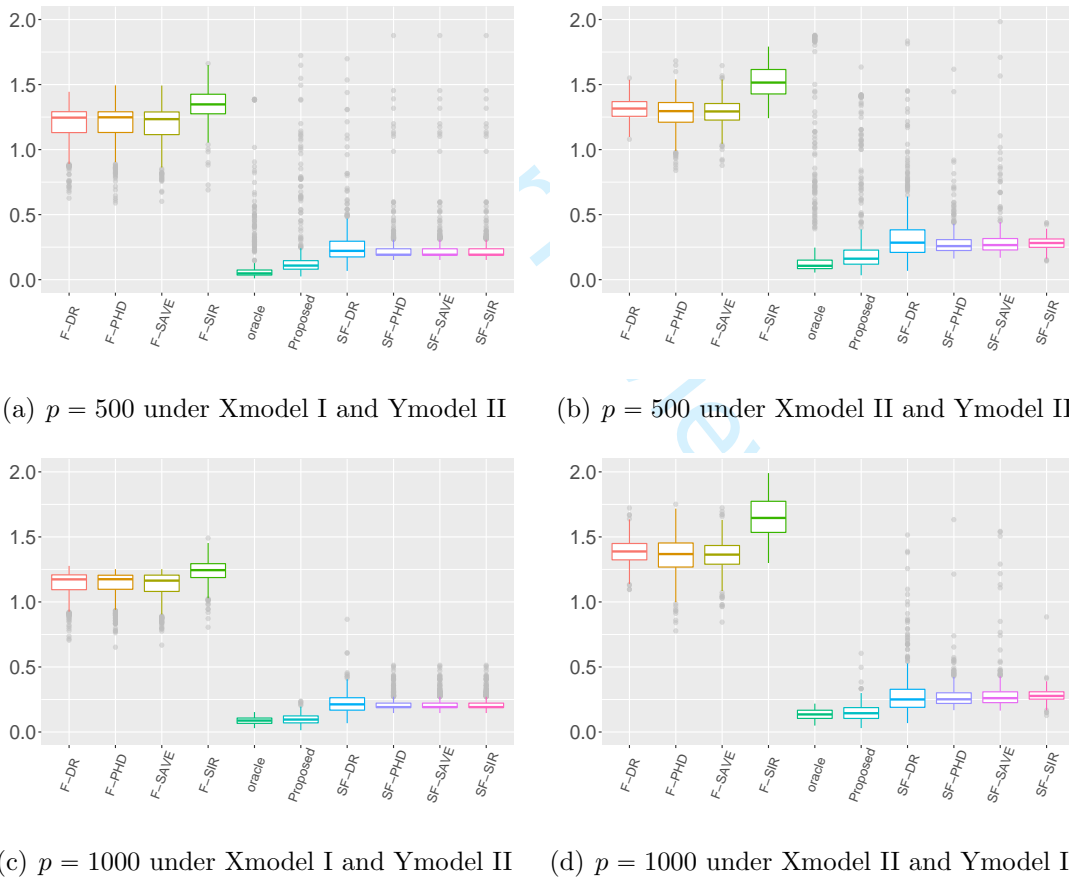 2.0
1.5
1.0
0.5
0.0
F−DR
F−PHD
F−SAVE
F−SIR
oracle
Proposed
SF−DR
SF−PHD
SF−SAVE
SF−SIR
2.0
1.5
1.0
0.5
0.0
F−DR
F−PHD
F−SAVE
F−SIR
oracle
Proposed
SF−DR
SF−PHD
SF−SAVE
SF−SIR
(a) p = 500 under Xmodel I and Ymodel II
(b) p = 500 under Xmodel II and Ymodel II
2.0
1.5
1.0
0.5
0.0
F−DR
F−PHD
F−SAVE
F−SIR
oracle
Proposed
SF−DR
SF−PHD
SF−SAVE
SF−SIR
2.0
1.5
1.0
0.5
0.0
F−DR
F−PHD
F−SAVE
F−SIR
oracle
Proposed
SF−DR
SF−PHD
SF−SAVE
SF−SIR
(c) p = 1000 under Xmodel I and Ymodel II
(d) p = 1000 under Xmodel II and Ymodel I